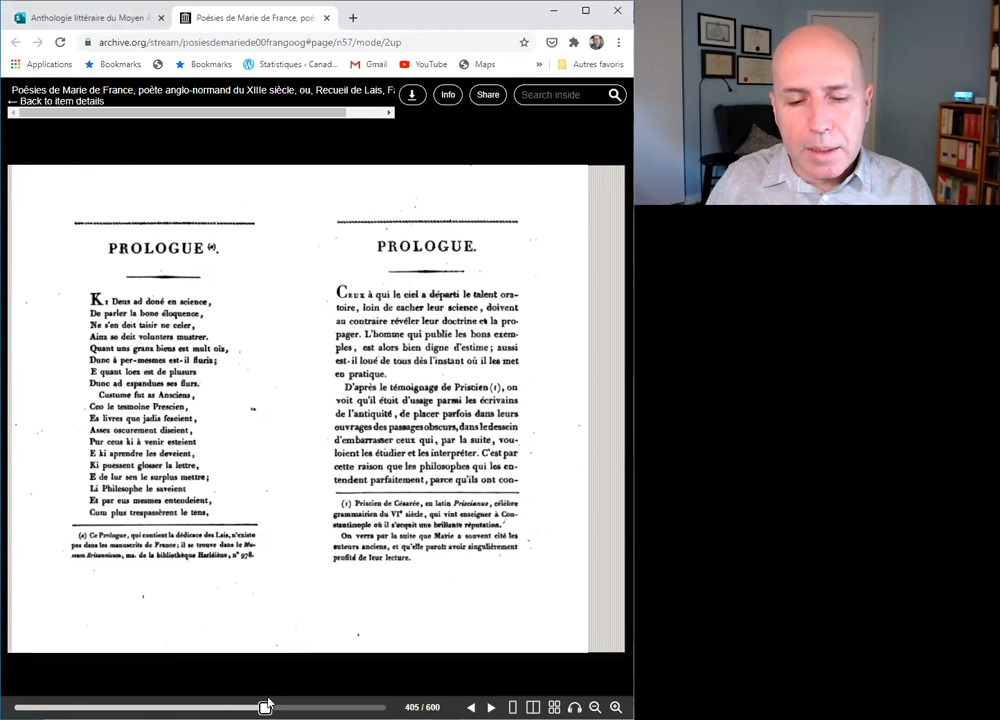 Anthologie littéraire du Moyen Â
Poésies de Marie de France, poèt
archive.org/stream/posiesdemariede00frangoog#page/n57/mode/2up
Applications
Bookmarks
Bookmarks
Statistiques ‹ Canad...
Gmail
YouTube
Maps
»
Autres favoris
Poésies de Marie de France, poète anglo-normand du XIIIe siècle, ou, Recueil de Lais, Fa
← Back to item details
Info
Share
Search inside
PROLOGUE (a).
KI Deus ad doné en science,
De parler la bone éloquence,
Ne s'en deit taisir ne celer,
Ains se deit volunters mustrer.
Quant uns granz biens est mult oïz,
Dunc à per-mesmes est-il fluriz;
E quant loez est de plusurs
Dunc ad espandues ses flurs.
Custume fut as Ansciens,
Ceo le tesmoine Prescien,
Es livres que jadis feseient,
Assez oscurement diseient,
Pur ceus ki à venir esteient
E ki aprendre les deveient,
Ki puessent glosser la lettre,
E de lur sen le surplus mettre;
Li Philosophe le saveient
Et par eus mesmes entendeient,
Cum plus trespassèrent le tens,
(a) Ce Prologue, qui contient la dédicace des Lais, n'existe
pas dans les manuscrits de France; il se trouve dans le Mu-
seum Britannicum, ms. de la bibliothèque Harléiène, n° 978.
PROLOGUE.
CEUX à qui le ciel a départi le talent ora-
toire, loin de cacher leur science, doivent
au contraire révéler leur doctrine et la pro-
pager. L'homme qui publie les bons exem-
ples, est alors bien digne d'estime; aussi
est-il loué de tous dès l'instant où il les met
en pratique.
D'après le témoignage de Priscien (1), on
voit qu'il étoit d'usage parmi les écrivains
de l'antiquité, de placer parfois dans leurs
ouvrages des passages obscurs, dans le dessein
d'embarrasser ceux qui, par la suite, vou-
loient les étudier et les interpréter. C'est par
cette raison que les philosophes qui les en-
tendent parfaitement, parce qu'ils ont con-
(1) Priscien de Césarée, en latin Priscianus, célèbre
grammairien du VIe siècle, qui vint enseigner à Con-
stantinople où il s'acquit une brillante réputation.
On verra par la suite que Marie a souvent cité les
auteurs anciens, et qu'elle paroît avoir singulièrement
profité de leur lecture.
405 / 600